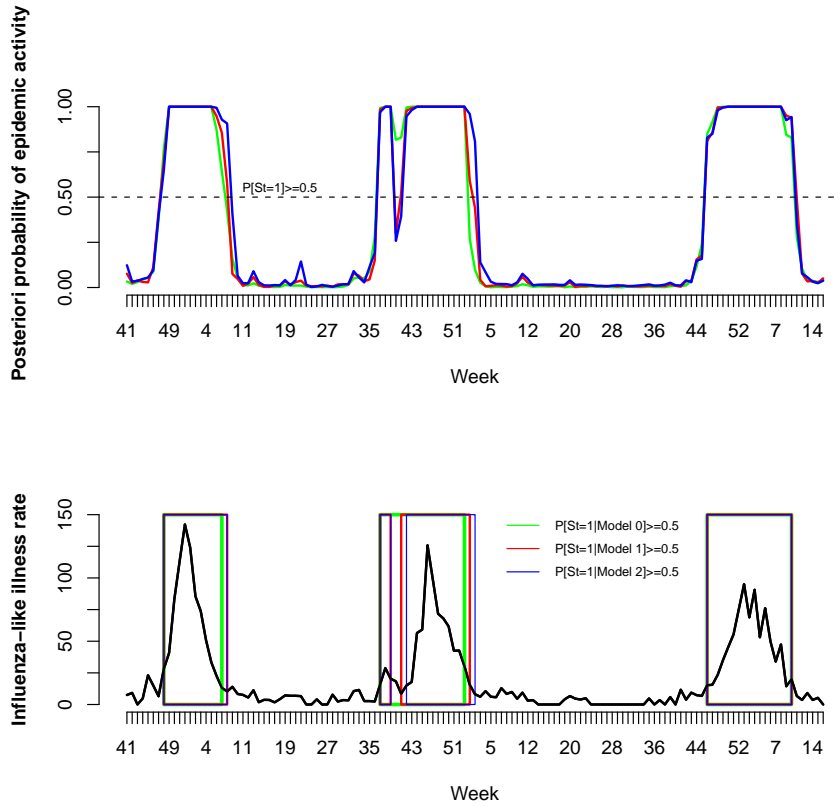 Posteriori probability of epidemic activity
1.00
0.50
0.00
P[St=1]>=0.5
41 49 4 11 19 27 35 43 51 5 12 20 28 36 44 52 7 14
Week
Influenza−like illness rate
150
100
50
0
P[St=1|Model 0]>=0.5
P[St=1|Model 1]>=0.5
P[St=1|Model 2]>=0.5
41 49 4 11 19 27 35 43 51 5 12 20 28 36 44 52 7 14
Week